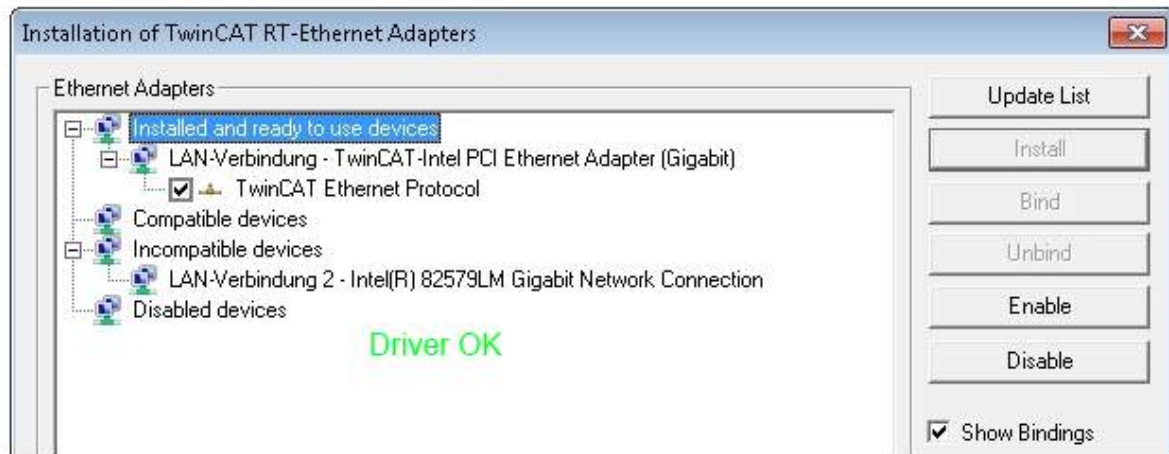 Installation of TwinCAT RT-Ethernet Adapters
Ethernet Adapters
Installed and ready to use devices
LAN-Verbindung - TwinCAT-Intel PCI Ethernet Adapter (Gigabit)
TwinCAT Ethernet Protocol
Compatible devices
Incompatible devices
LAN-Verbindung 2 - Intel(R) 82579LM Gigabit Network Connection
Disabled devices
Driver OK
Update List
Install
Bind
Unbind
Enable
Disable
Show Bindings